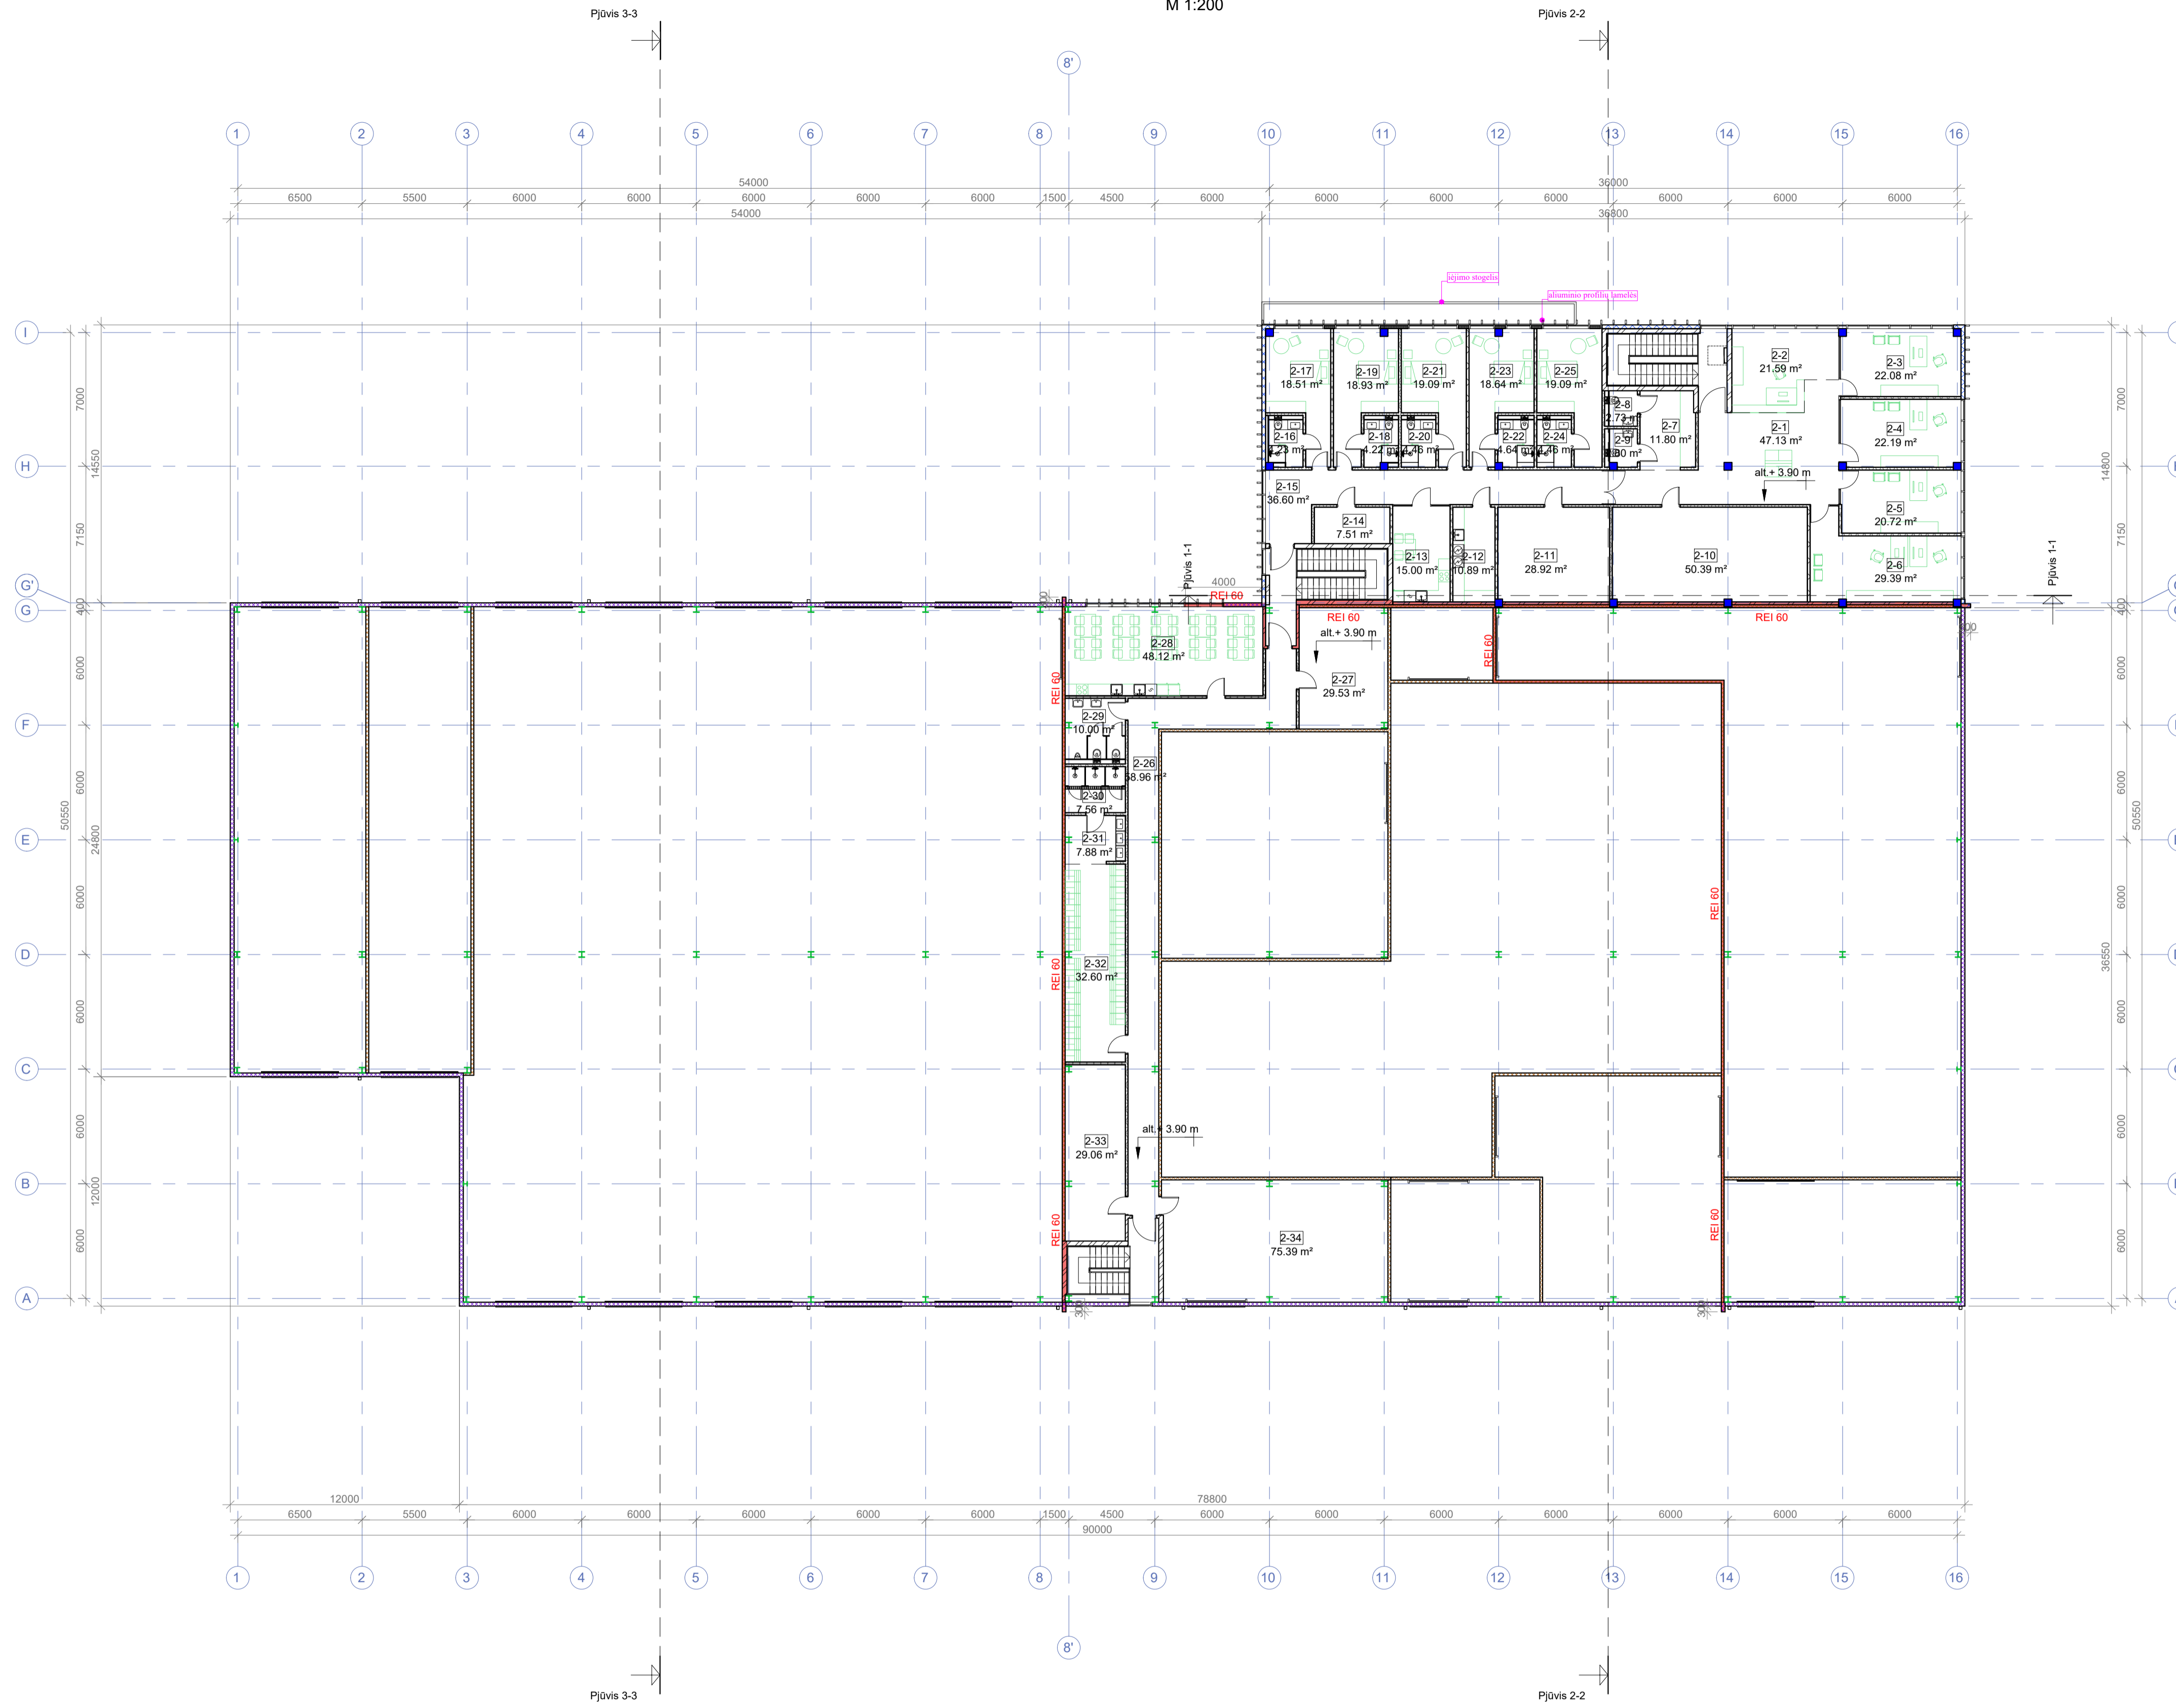 M 1:200
Pjūvis 3-3
Pjūvis 2-2
8'
1 2 3 4 5 6 7 8 9 10 11 12 13 14 15 16
54000 36000
6500 5500 6000 6000 6000 6000 6000 1500 4500 6000 6000 6000 6000 6000 6000 6000
54000 36800
įėjimo stogelis
aliuminio profilių lamelės
I
H
G'
G
F
E
D
C
B
A
7000
7150
400
6000
6000
6000
6000
6000
6000
50550
14550
24800
12000
2-17
18.51 m²
2-19
18.93 m²
2-21
19.09 m²
2-23
18.64 m²
2-25
19.09 m²
2-2
21.59 m²
2-3
22.08 m²
2-8
2.73 m
2-7
11.80 m²
2-9
2-1
47.13 m²
2-4
22.19 m²
2-16
2-18
4.22 m
2-20
4.46 m²
2-22
4.64 m²
2-24
4.46 m²
alt.+ 3.90 m
2-15
36.60 m²
2-14
7.51 m²
2-13
15.00 m²
2-12
10.89 m²
2-11
28.92 m²
2-10
50.39 m²
2-5
20.72 m²
2-6
29.39 m²
Pjūvis 1-1
Pjūvis 1-1
4000
REI 60
REI 60
REI 60
REI 60
alt.+ 3.90 m
2-28
48.12 m²
2-27
29.53 m²
REI 60
2-29
10.00 m²
2-26
58.96 m²
2-30
7.56 m²
2-31
7.88 m²
REI 60
2-32
32.60 m²
REI 60
alt.+ 3.90 m
2-33
29.06 m²
REI 60
REI 60
2-34
75.39 m²
300
300
7000
7150
400
6000
6000
6000
6000
6000
6000
14800
36550
50550
12000 78800
6500 5500 6000 6000 6000 6000 6000 1500 4500 6000 6000 6000 6000 6000 6000 6000
90000
1 2 3 4 5 6 7 8 9 10 11 12 13 14 15 16
8'
Pjūvis 3-3
Pjūvis 2-2